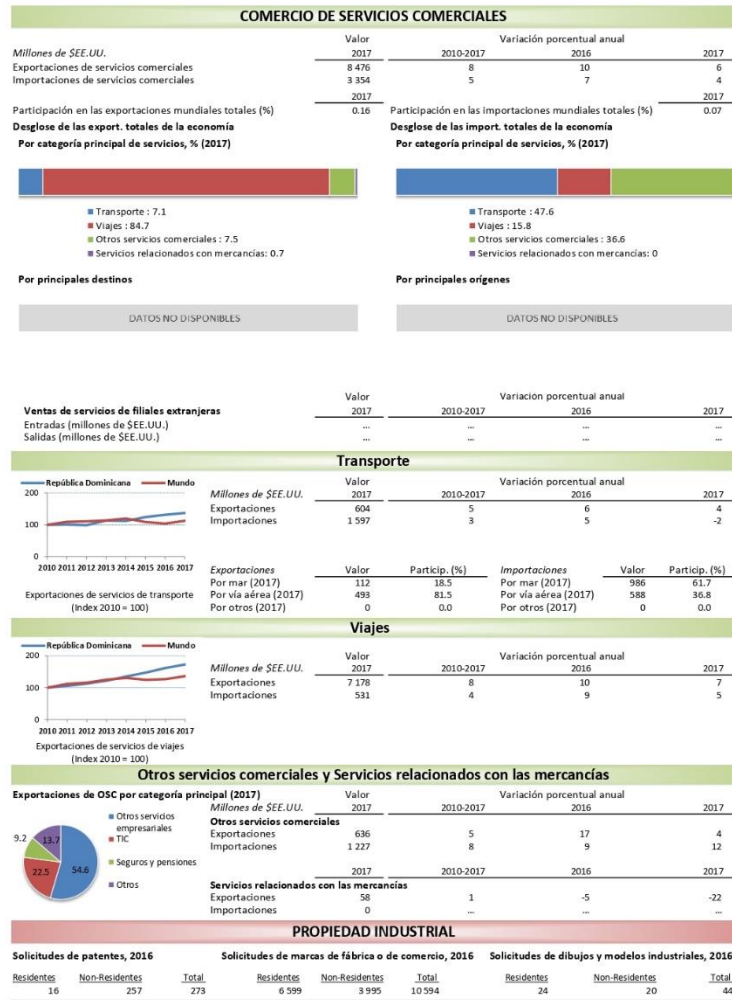 COMERCIO DE SERVICIOS COMERCIALES
Valor Variación porcentual anual
Millones de $EE.UU. 2017 2010-2017 2016 2017
Exportaciones de servicios comerciales 8 476 8 10 6
Importaciones de servicios comerciales 3 354 5 7 4
2017 2017
Participación en las exportaciones mundiales totales (%) 0.16 Participación en las importaciones mundiales totales (%) 0.07
Desglose de las export. totales de la economía Desglose de las import. totales de la economía
Por categoría principal de servicios, % (2017) Por categoría principal de servicios, % (2017)
Transporte : 7.1 Transporte : 47.6
Viajes : 84.7 Viajes : 15.8
Otros servicios comerciales : 7.5 Otros servicios comerciales : 36.6
Servicios relacionados con mercancías: 0.7 Servicios relacionados con mercancías: 0
Por principales destinos Por principales orígenes
DATOS NO DISPONIBLES DATOS NO DISPONIBLES
Valor Variación porcentual anual
Ventas de servicios de filiales extranjeras 2017 2010-2017 2016 2017
Entradas (millones de $EE.UU.) ... ... ... ...
Salidas (millones de $EE.UU.) ... ... ... ...
Transporte
República Dominicana Mundo Valor Variación porcentual anual
200 Millones de $EE.UU. 2017 2010-2017 2016 2017
Exportaciones 604 5 6 4
100 Importaciones 1 597 3 5 -2
0
2010 2011 2012 2013 2014 2015 2016 2017 Exportaciones Valor Particip. (%) Importaciones Valor Particip. (%)
Por mar (2017) 112 18.5 Por mar (2017) 986 61.7
Exportaciones de servicios de transporte Por vía aérea (2017) 493 81.5 Por vía aérea (2017) 588 36.8
(Index 2010 = 100) Por otros (2017) 0 0.0 Por otros (2017) 0 0.0
Viajes
República Dominicana Mundo Valor Variación porcentual anual
200 Millones de $EE.UU. 2017 2010-2017 2016 2017
Exportaciones 7 178 8 10 7
100 Importaciones 531 4 9 5
0
2010 2011 2012 2013 2014 2015 2016 2017
Exportaciones de servicios de viajes
(Index 2010 = 100)
Otros servicios comerciales y Servicios relacionados con las mercancías
Exportaciones de OSC por categoría principal (2017) Valor Variación porcentual anual
Millones de $EE.UU. 2017 2010-2017 2016 2017
Otros servicios empresariales Otros servicios comerciales
9.2 13.7 TIC Exportaciones 636 5 17 4
Importaciones 1 227 8 9 12
22.5 54.6 Seguros y pensiones 2017 2010-2017 2016 2017
Otros Servicios relacionados con las mercancías
Exportaciones 58 1 -5 -22
Importaciones 0 ... ... ...
PROPIEDAD INDUSTRIAL
Solicitudes de patentes, 2016 Solicitudes de marcas de fábrica o de comercio, 2016 Solicitudes de dibujos y modelos industriales, 2016
Residentes Non-Residentes Total Residentes Non-Residentes Total Residentes Non-Residentes Total
16 257 273 6 599 3 995 10 594 24 20 44